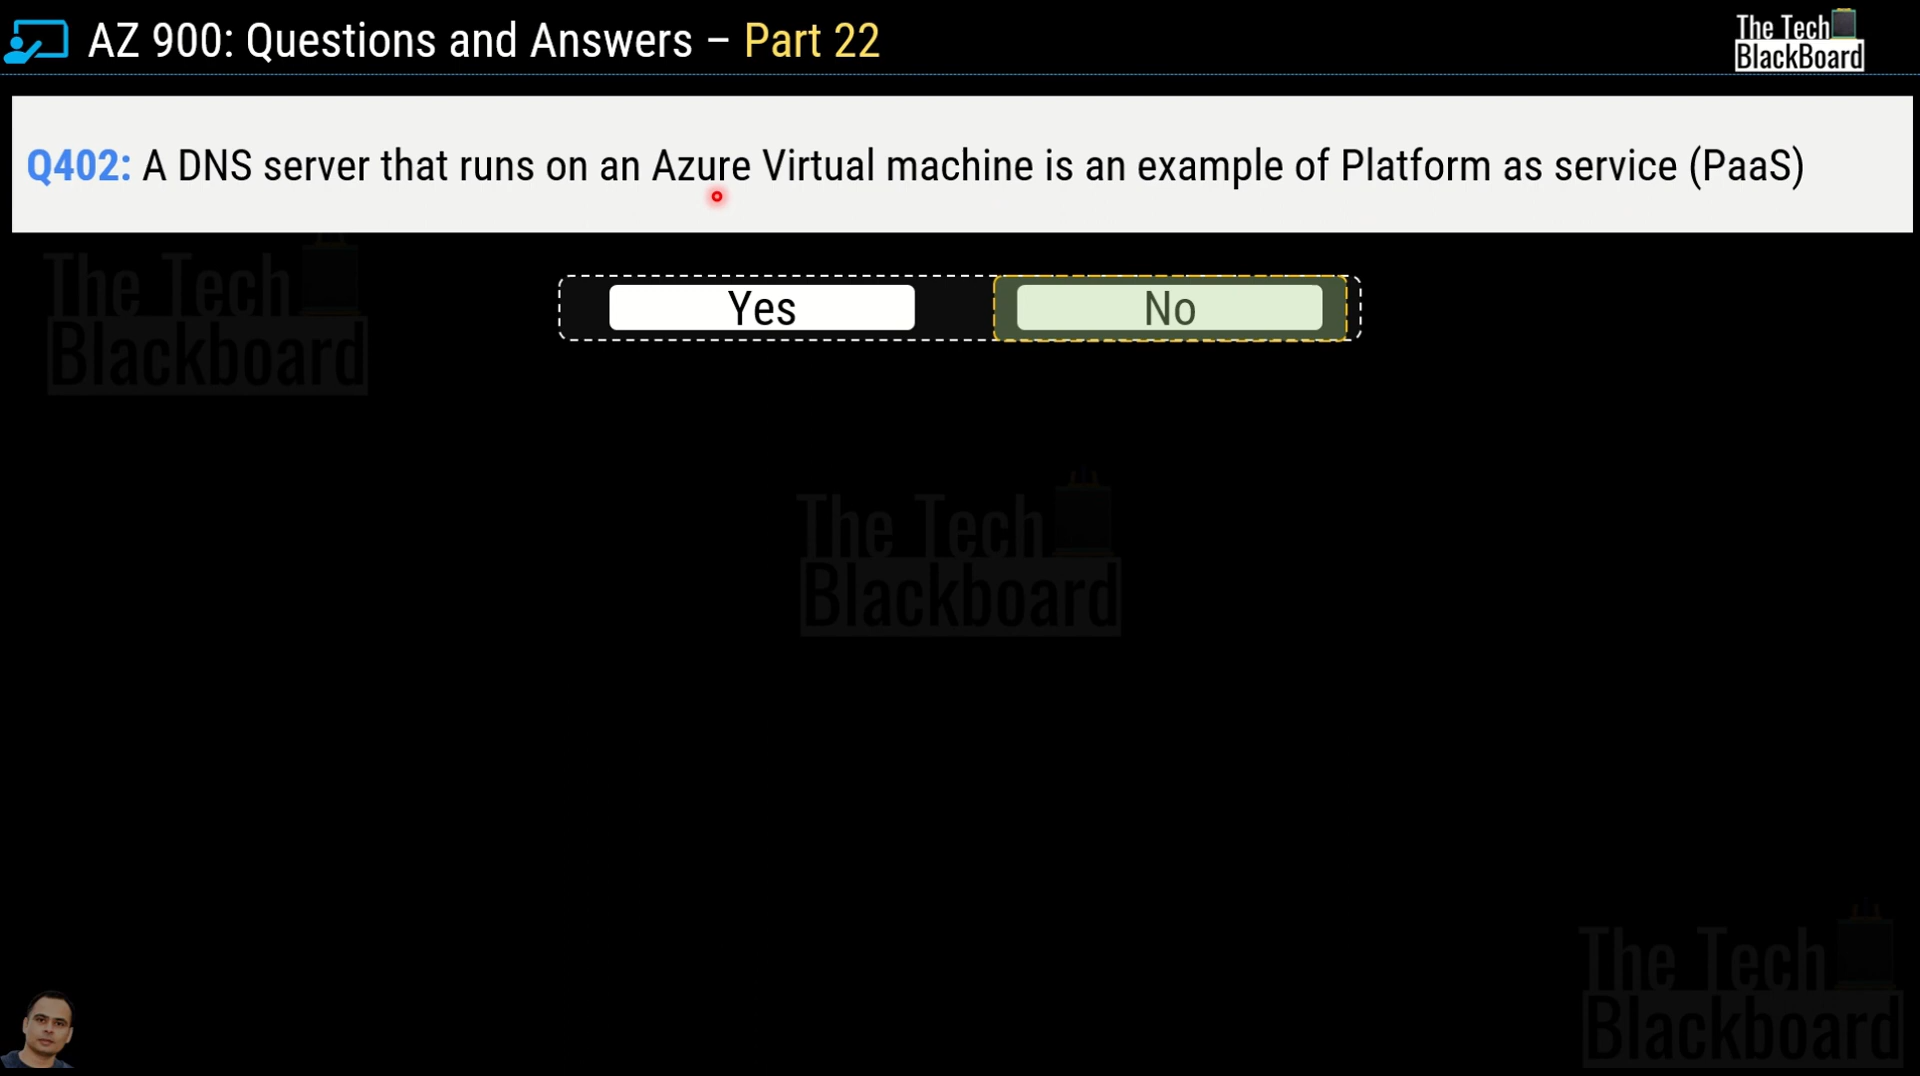 AZ 900: Questions and Answers – Part 22
The Tech
BlackBoard
Q402: A DNS server that runs on an Azure Virtual machine is an example of Platform as service (PaaS)
Yes
No
The Tech
Blackboard
The Tech
Blackboard
The Tech
Blackboard